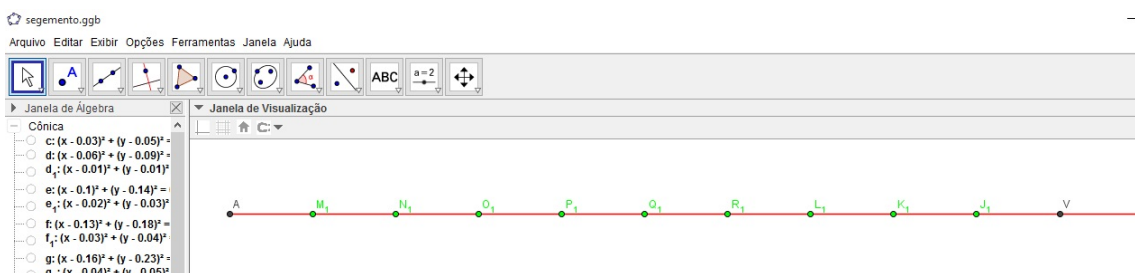 segemento.ggb
Arquivo Editar Exibir Opções Ferramentas Janela Ajuda
A α ABC a=2
Janela de Álgebra
Janela de Visualização
Cônica
c: (x - 0.03)² + (y - 0.05)² =
d: (x - 0.06)² + (y - 0.09)² =
d₁: (x - 0.01)² + (y - 0.01)²
e: (x - 0.1)² + (y - 0.14)² =
e₁: (x - 0.02)² + (y - 0.03)²
f: (x - 0.13)² + (y - 0.18)² =
f₁: (x - 0.03)² + (y - 0.04)²
g: (x - 0.16)² + (y - 0.23)² =
A M₁ N₁ O₁ P₁ Q₁ R₁ L₁ K₁ J₁ V